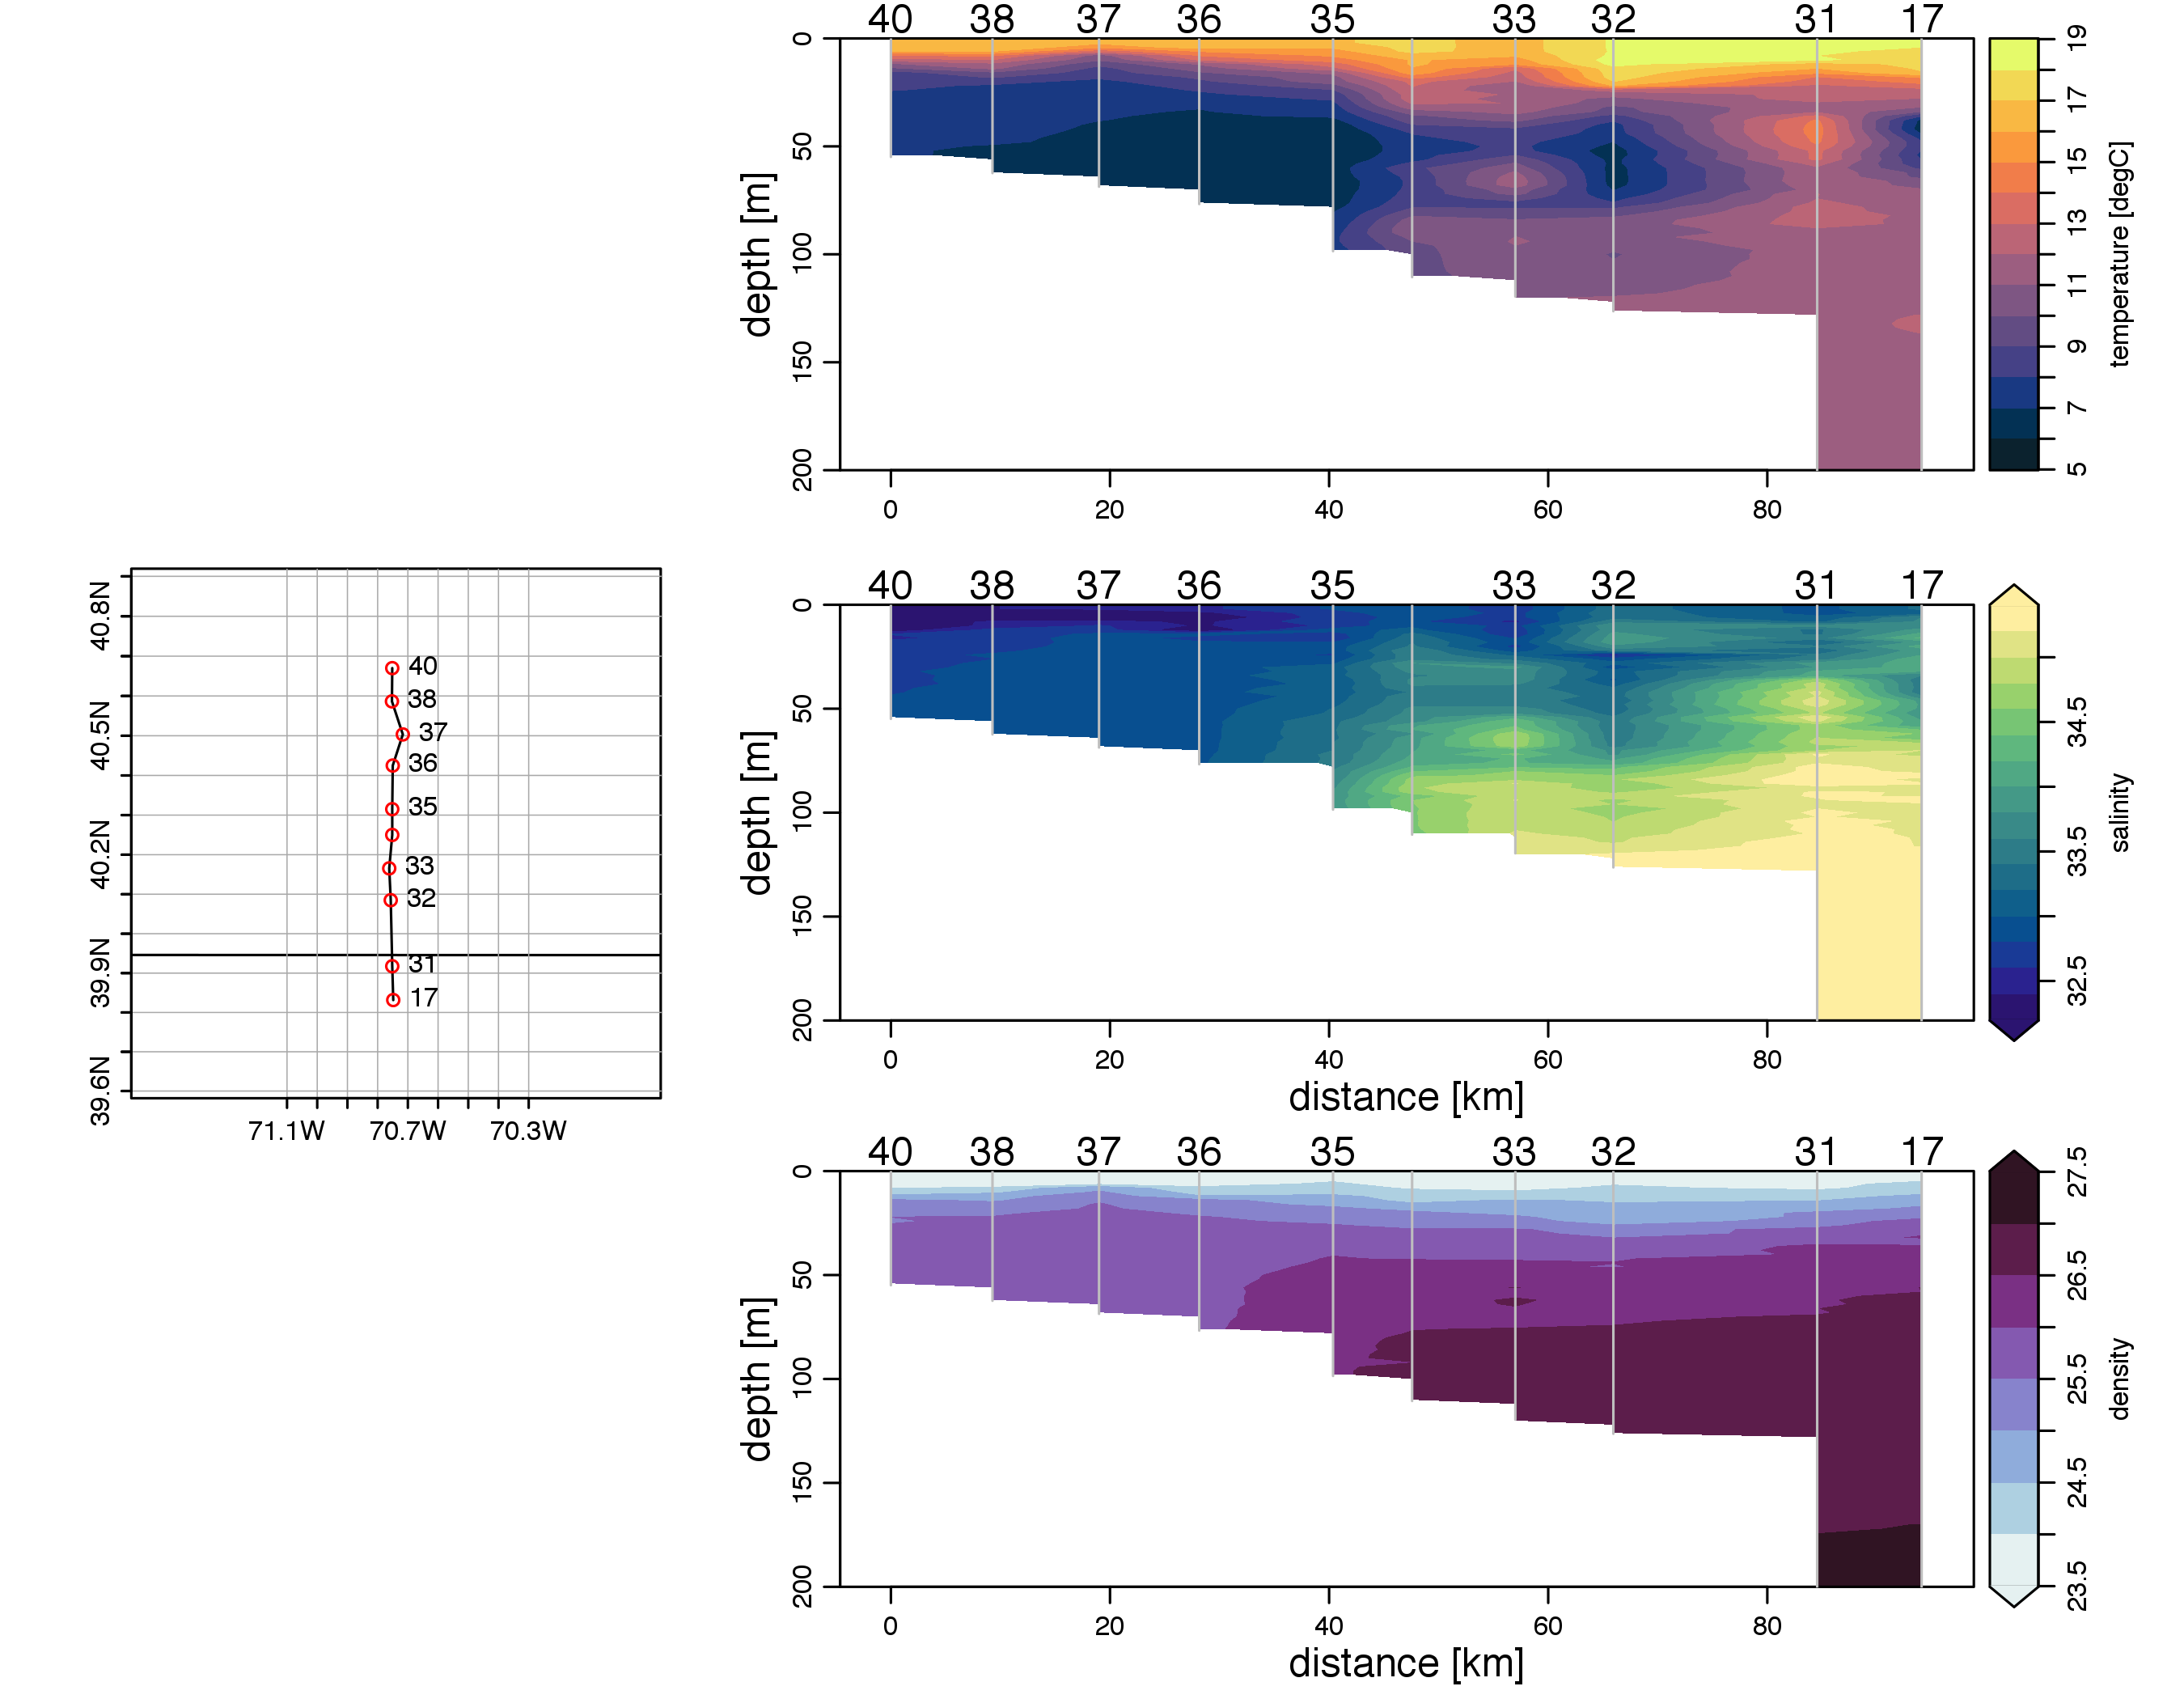 40 38 37 36 35 33 32 31 17
0 50 100 150 200
depth [m]
0 20 40 60 80
5 7 9 11 13 15 17 19
temperature [degC]
40.8N
40.5N
40.2N
39.9N
39.6N
40
38
37
36
35
33
32
31
17
71.1W 70.7W 70.3W
40 38 37 36 35 33 32 31 17
0 50 100 150 200
depth [m]
0 20 40 60 80
distance [km]
32.5 33.5 34.5
salinity
40 38 37 36 35 33 32 31 17
0 50 100 150 200
depth [m]
0 20 40 60 80
distance [km]
23.5 24.5 25.5 26.5 27.5
density